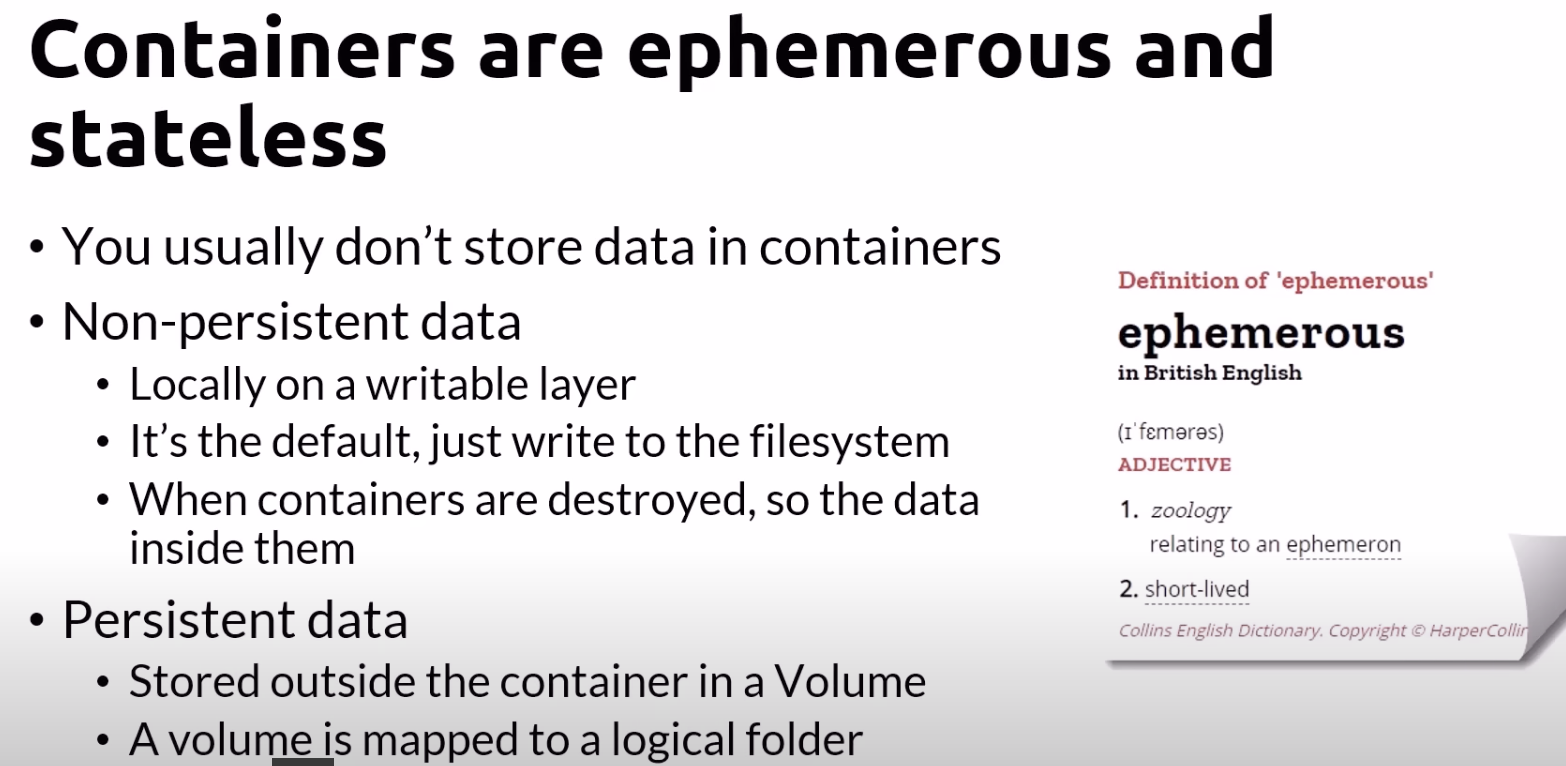 Containers are ephemerous and
stateless
• You usually don’t store data in containers
• Non-persistent data
• Locally on a writable layer
• It’s the default, just write to the filesystem
• When containers are destroyed, so the data
inside them
• Persistent data
• Stored outside the container in a Volume
• A volume is mapped to a logical folder
Definition of 'ephemerous'
ephemerous
in British English
(ɪˈfɛmərəs)
ADJECTIVE
1. zoology
relating to an ephemeron
2. short-lived
Collins English Dictionary. Copyright ©